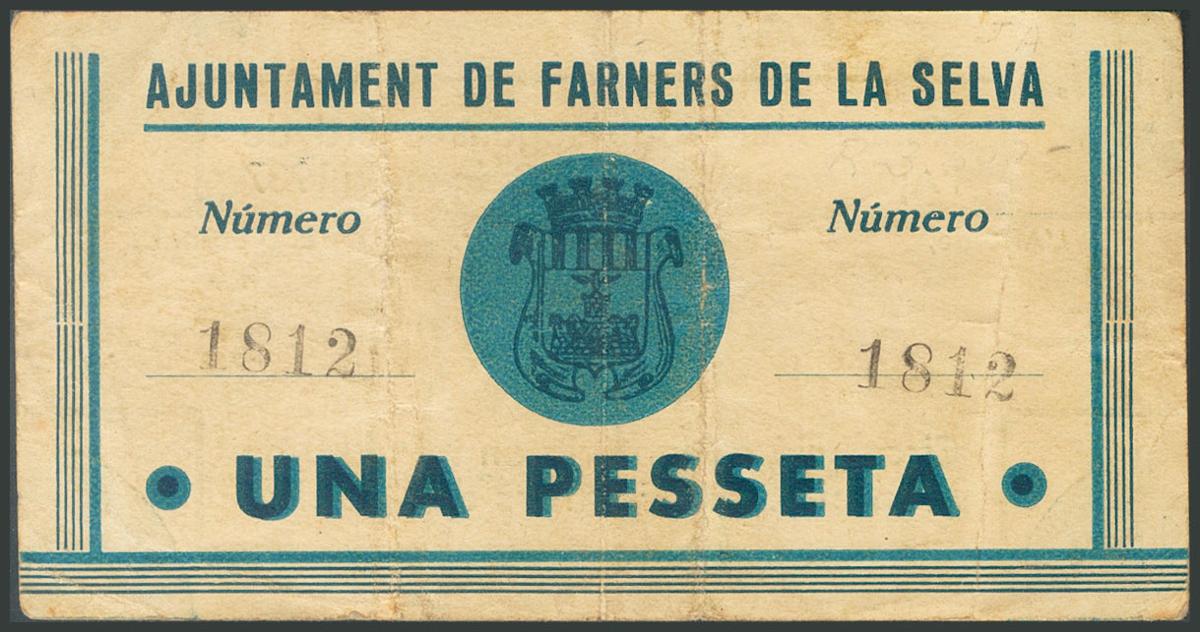 AJUNTAMENT DE FARNERS DE LA SELVA
Número Número
1812 1812
UNA PESSETA